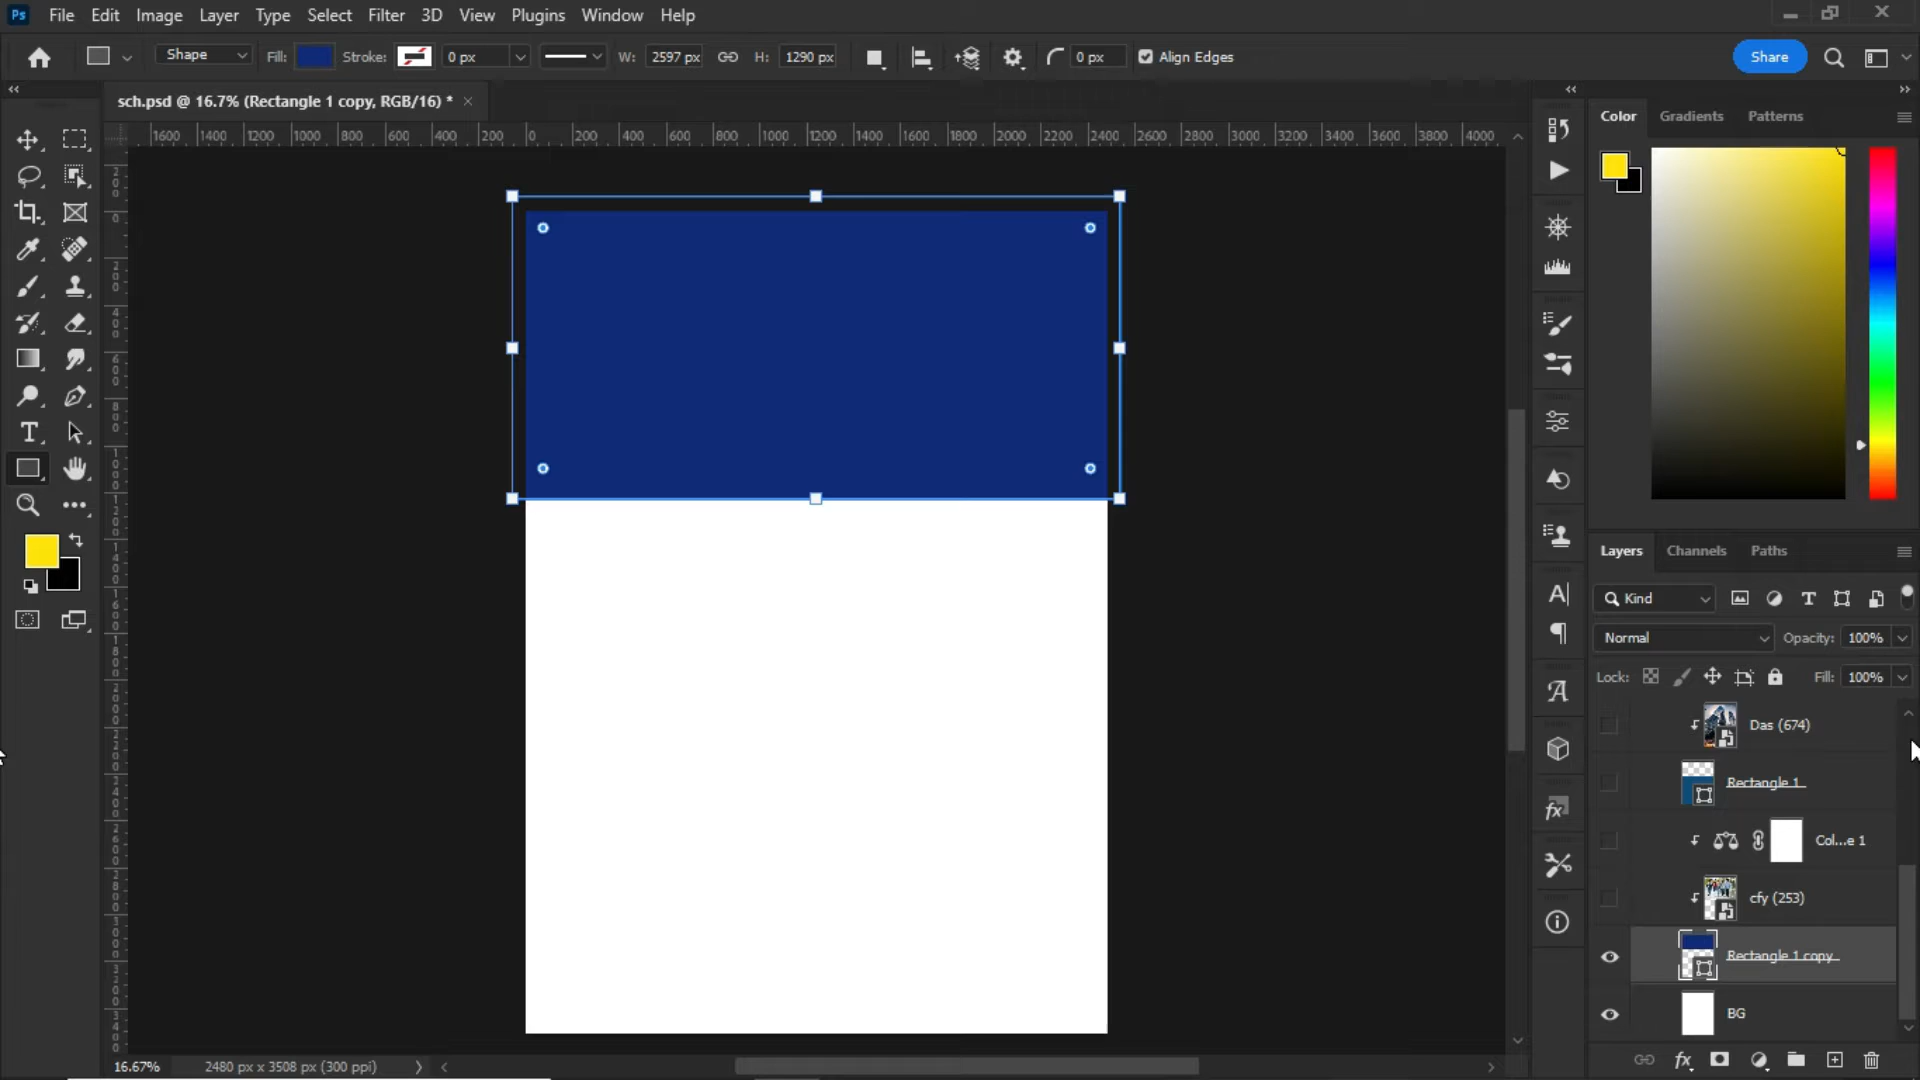 Ps File Edit Image Layer Type Select Filter 3D View Plugins Window Help
Shape Fill: Stroke: 0 px W: 2597 px H: 1290 px 0 px Align Edges Share
sch.psd @ 16.7% (Rectangle 1 copy, RGB/16) * ×
1600 1400 1200 1000 800 600 400 200 0 200 400 600 800 1000 1200 1400 1600 1800 2000 2200 2400 2600 2800 3000 3200 3400 3600 3800 4000
Color Gradients Patterns
Layers Channels Paths
Kind
Normal Opacity: 100%
Lock: Fill: 100%
Das (674)
Rectangle 1
Col...e 1
cfy (253)
Rectangle 1 copy
BG
16.67% 2480 px x 3508 px (300 ppi)